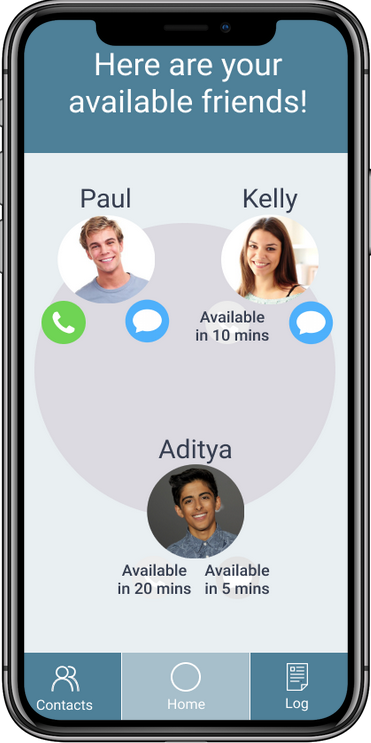 Here are your
available friends!
Paul
Kelly
Available
in 10 mins
Aditya
Available
in 20 mins
Available
in 5 mins
Contacts
Home
Log